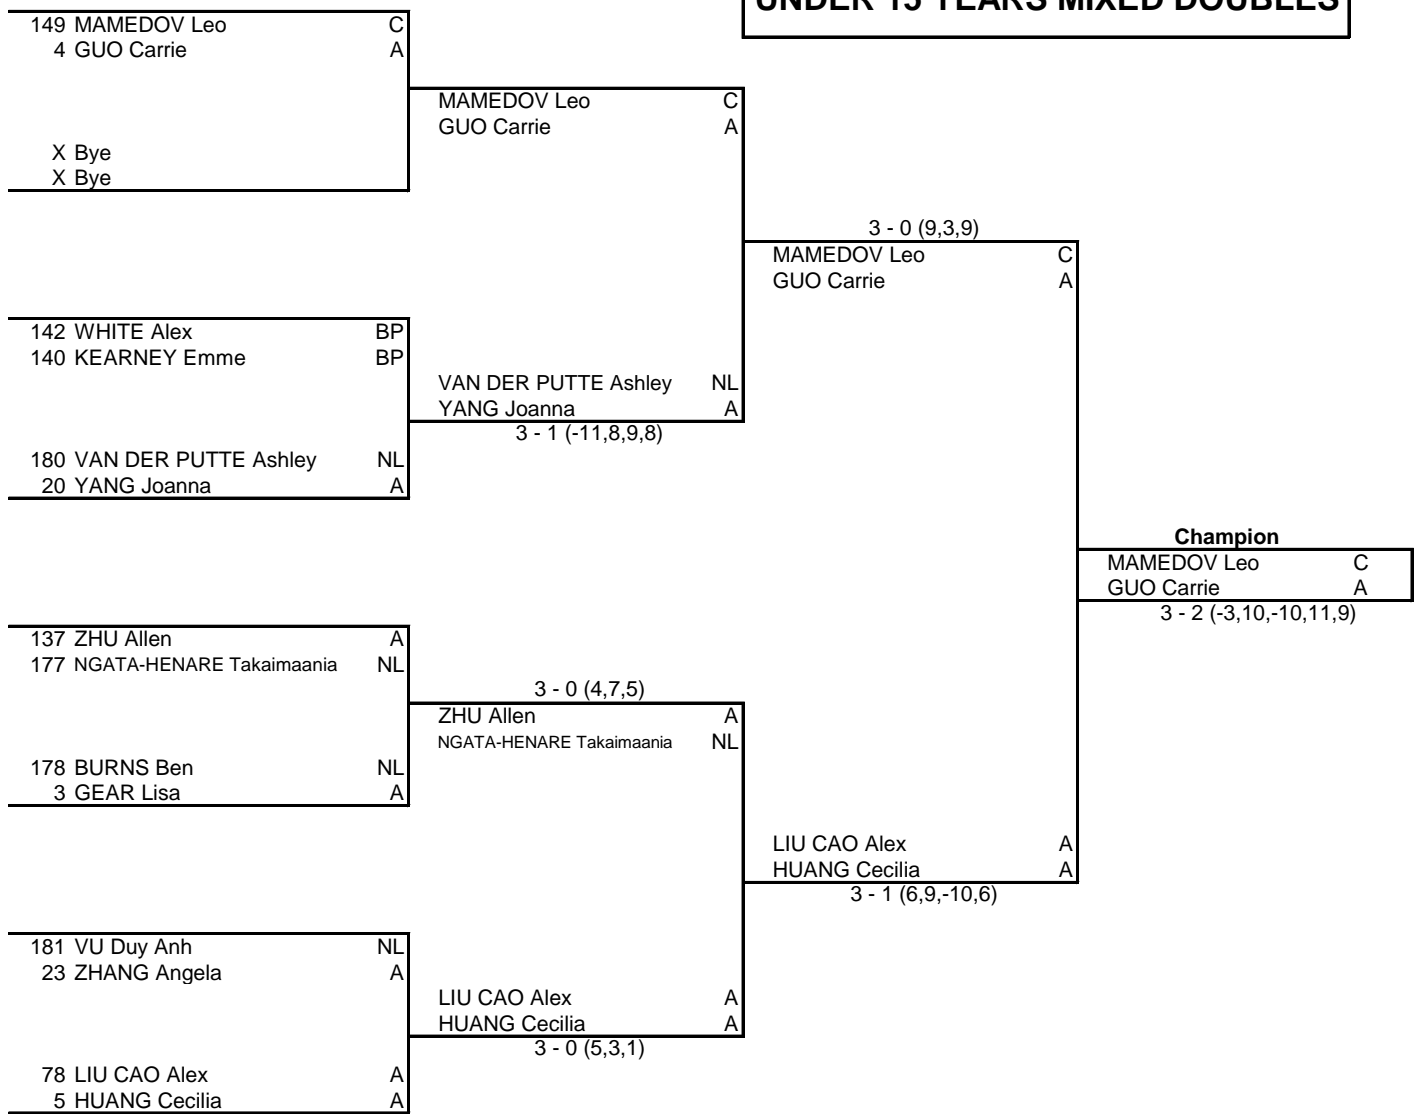 UNDER 15 YEARS MIXED DOUBLES
149 MAMEDOV Leo C
4 GUO Carrie A
X Bye
X Bye
142 WHITE Alex BP
140 KEARNEY Emme BP
180 VAN DER PUTTE Ashley NL
20 YANG Joanna A
137 ZHU Allen A
177 NGATA-HENARE Takaimaania NL
178 BURNS Ben NL
3 GEAR Lisa A
181 VU Duy Anh NL
23 ZHANG Angela A
78 LIU CAO Alex A
5 HUANG Cecilia A
MAMEDOV Leo C
GUO Carrie A
VAN DER PUTTE Ashley NL
YANG Joanna A
3 - 1 (-11,8,9,8)
3 - 0 (4,7,5)
ZHU Allen A
NGATA-HENARE Takaimaania NL
LIU CAO Alex A
HUANG Cecilia A
3 - 0 (5,3,1)
3 - 0 (9,3,9)
MAMEDOV Leo C
GUO Carrie A
LIU CAO Alex A
HUANG Cecilia A
3 - 1 (6,9,-10,6)
Champion
MAMEDOV Leo C
GUO Carrie A
3 - 2 (-3,10,-10,11,9)